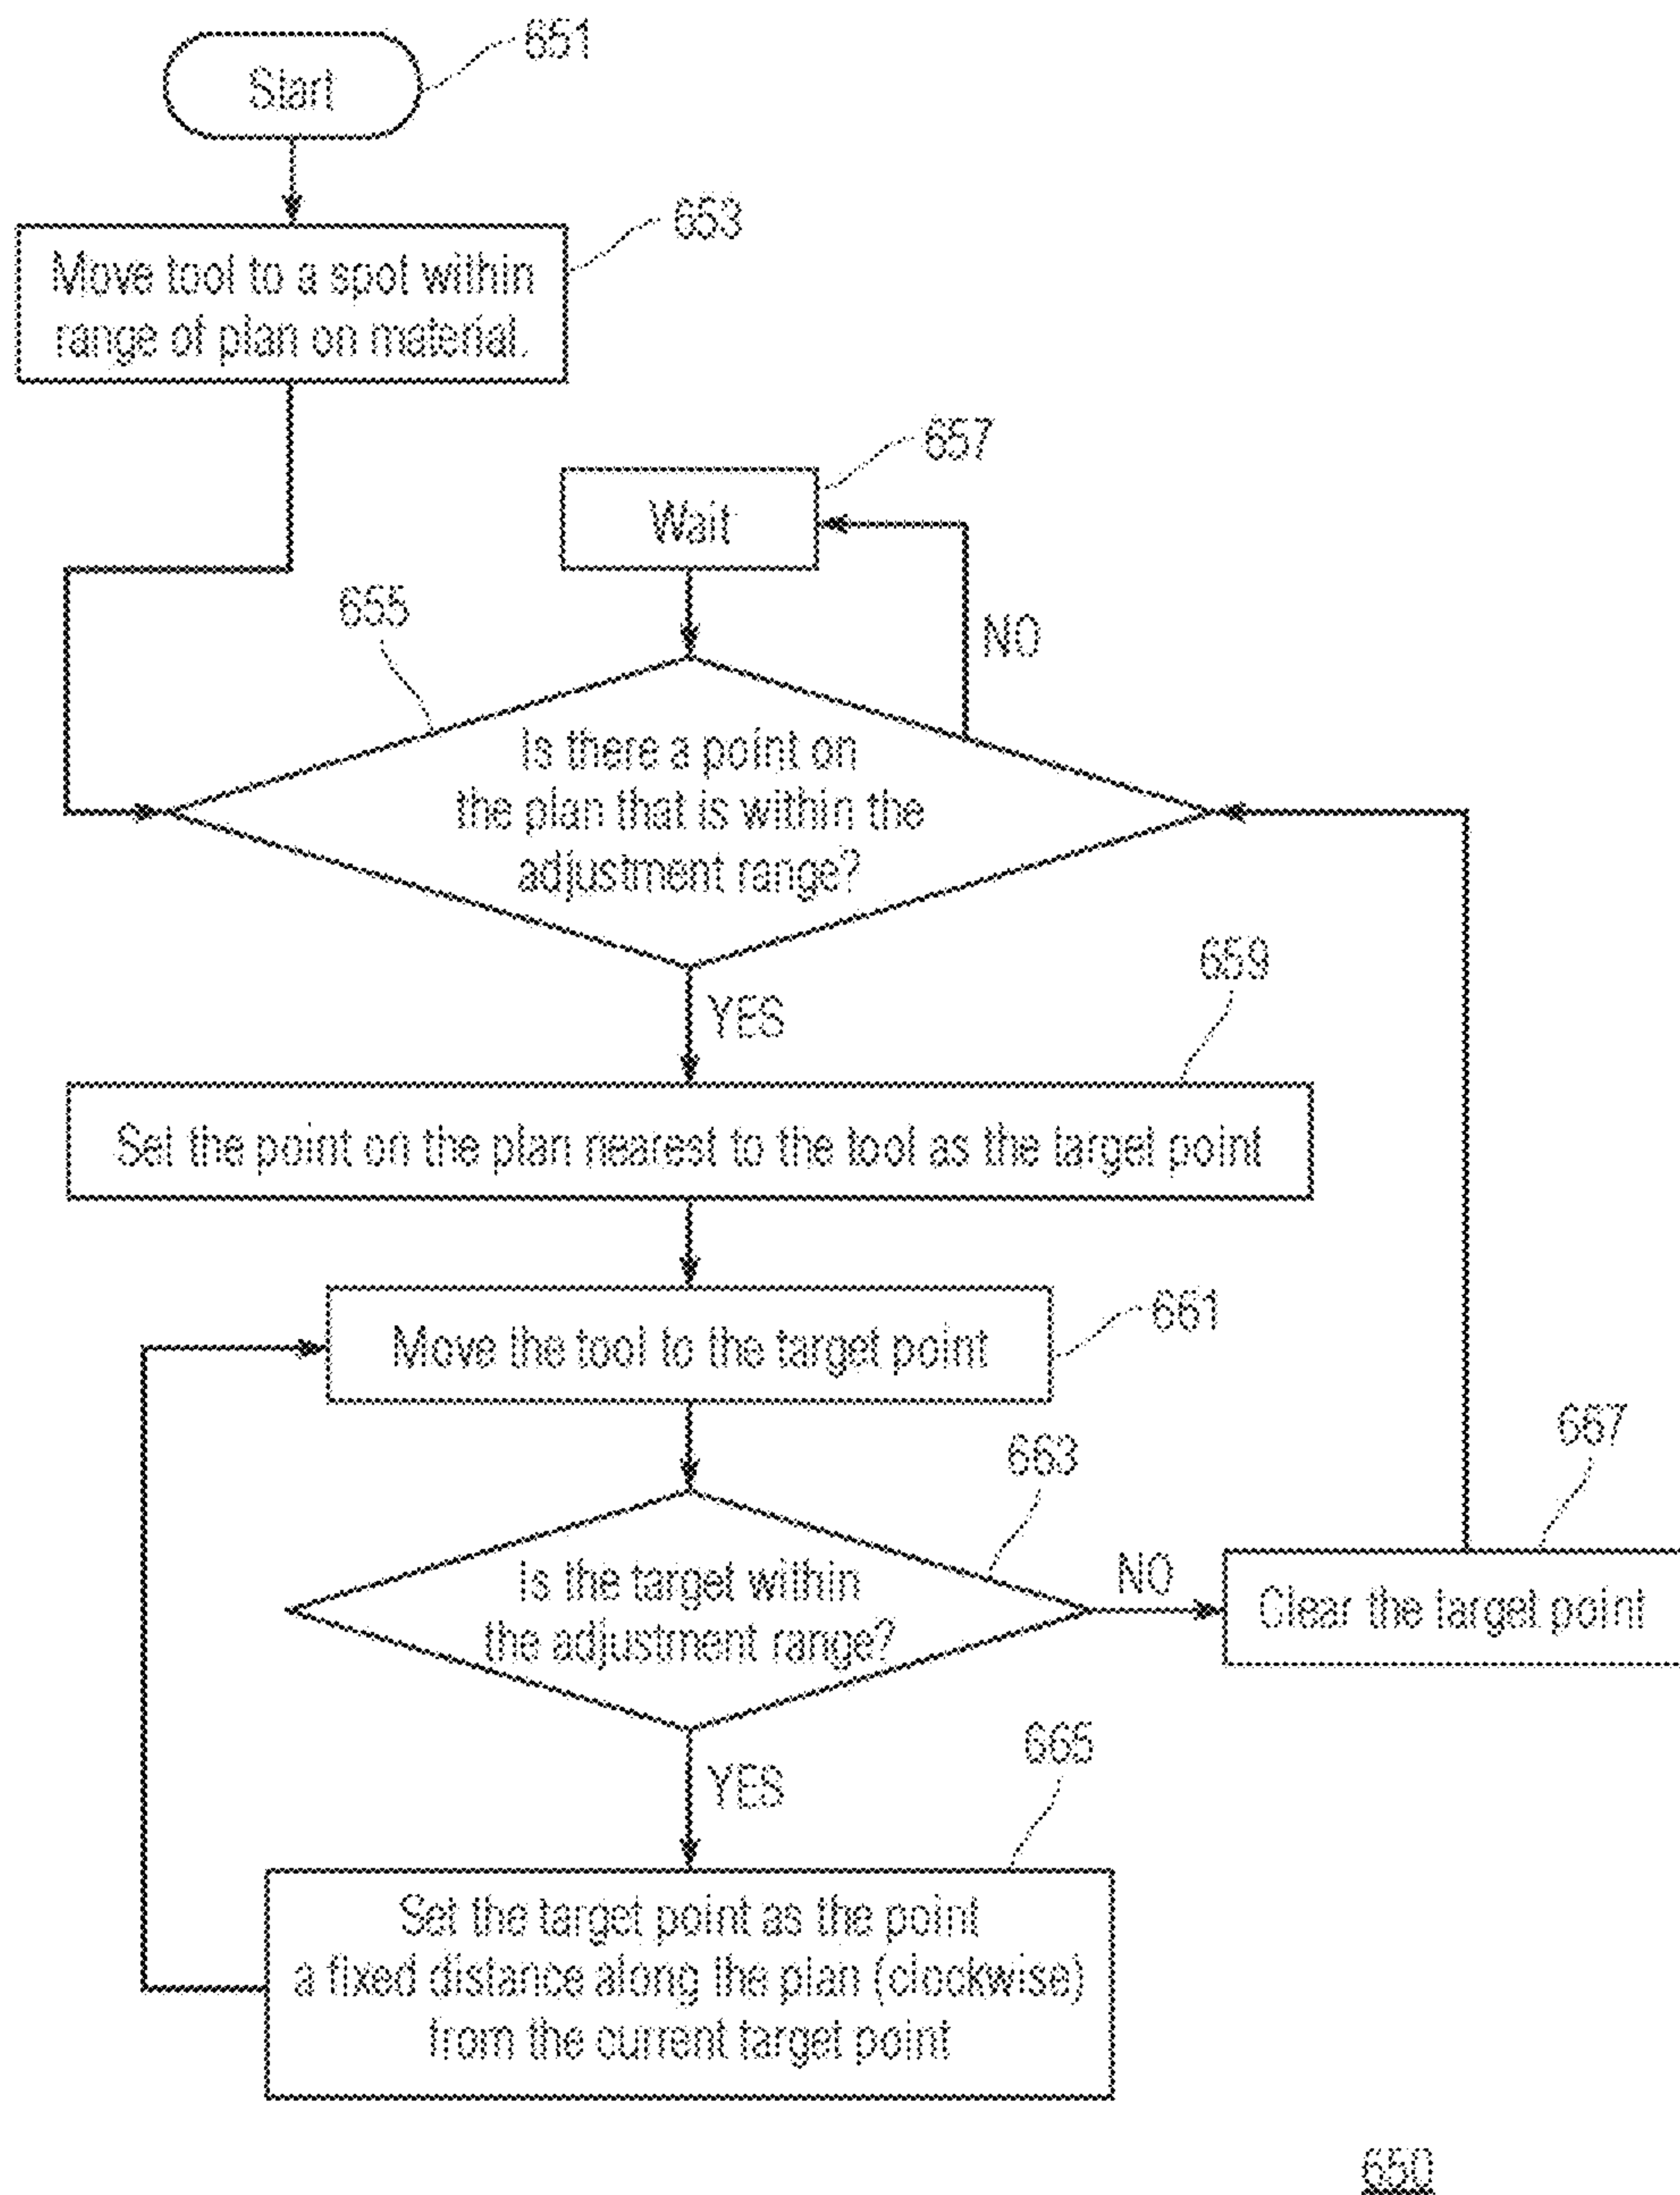 651
Start
653
Move tool to a spot within
range of plan on material.
657
Wait
655
NO
Is there a point on
the plan that is within the
adjustment range?
659
YES
Set the point on the plan nearest to the tool as the target point
661
Move the tool to the target point
663
667
Is the target within
the adjustment range?
NO
Clear the target point
665
YES
Set the target point as the point
a fixed distance along the plan (clockwise)
from the current target point
650